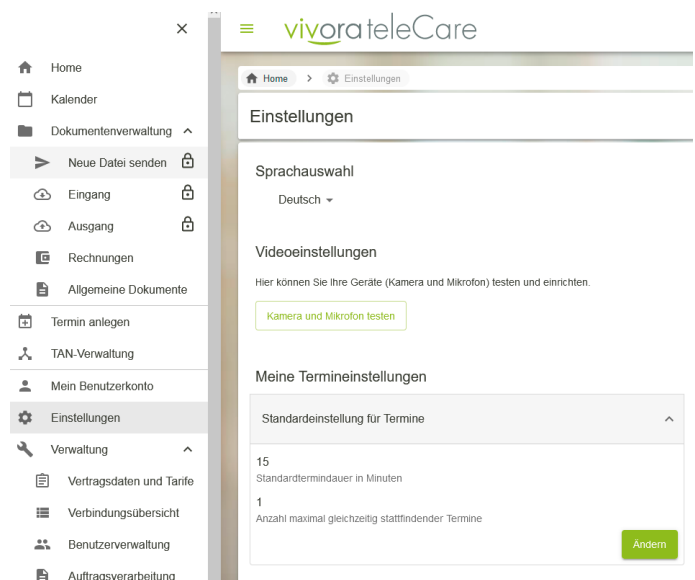 Home
Kalender
Dokumentenverwaltung
Neue Datei senden
Eingang
Ausgang
Rechnungen
Allgemeine Dokumente
Termin anlegen
TAN-Verwaltung
Mein Benutzerkonto
Einstellungen
Verwaltung
Vertragsdaten und Tarife
Verbindungsübersicht
Benutzerverwaltung
Auftragsverarbeitung
vivora teleCare
Home > Einstellungen
Einstellungen
Sprachauswahl
Deutsch
Videoeinstellungen
Hier können Sie Ihre Geräte (Kamera und Mikrofon) testen und einrichten.
Kamera und Mikrofon testen
Meine Termineinstellungen
Standardeinstellung für Termine
15
Standardtermindauer in Minuten
1
Anzahl maximal gleichzeitig stattfindender Termine
Ändern